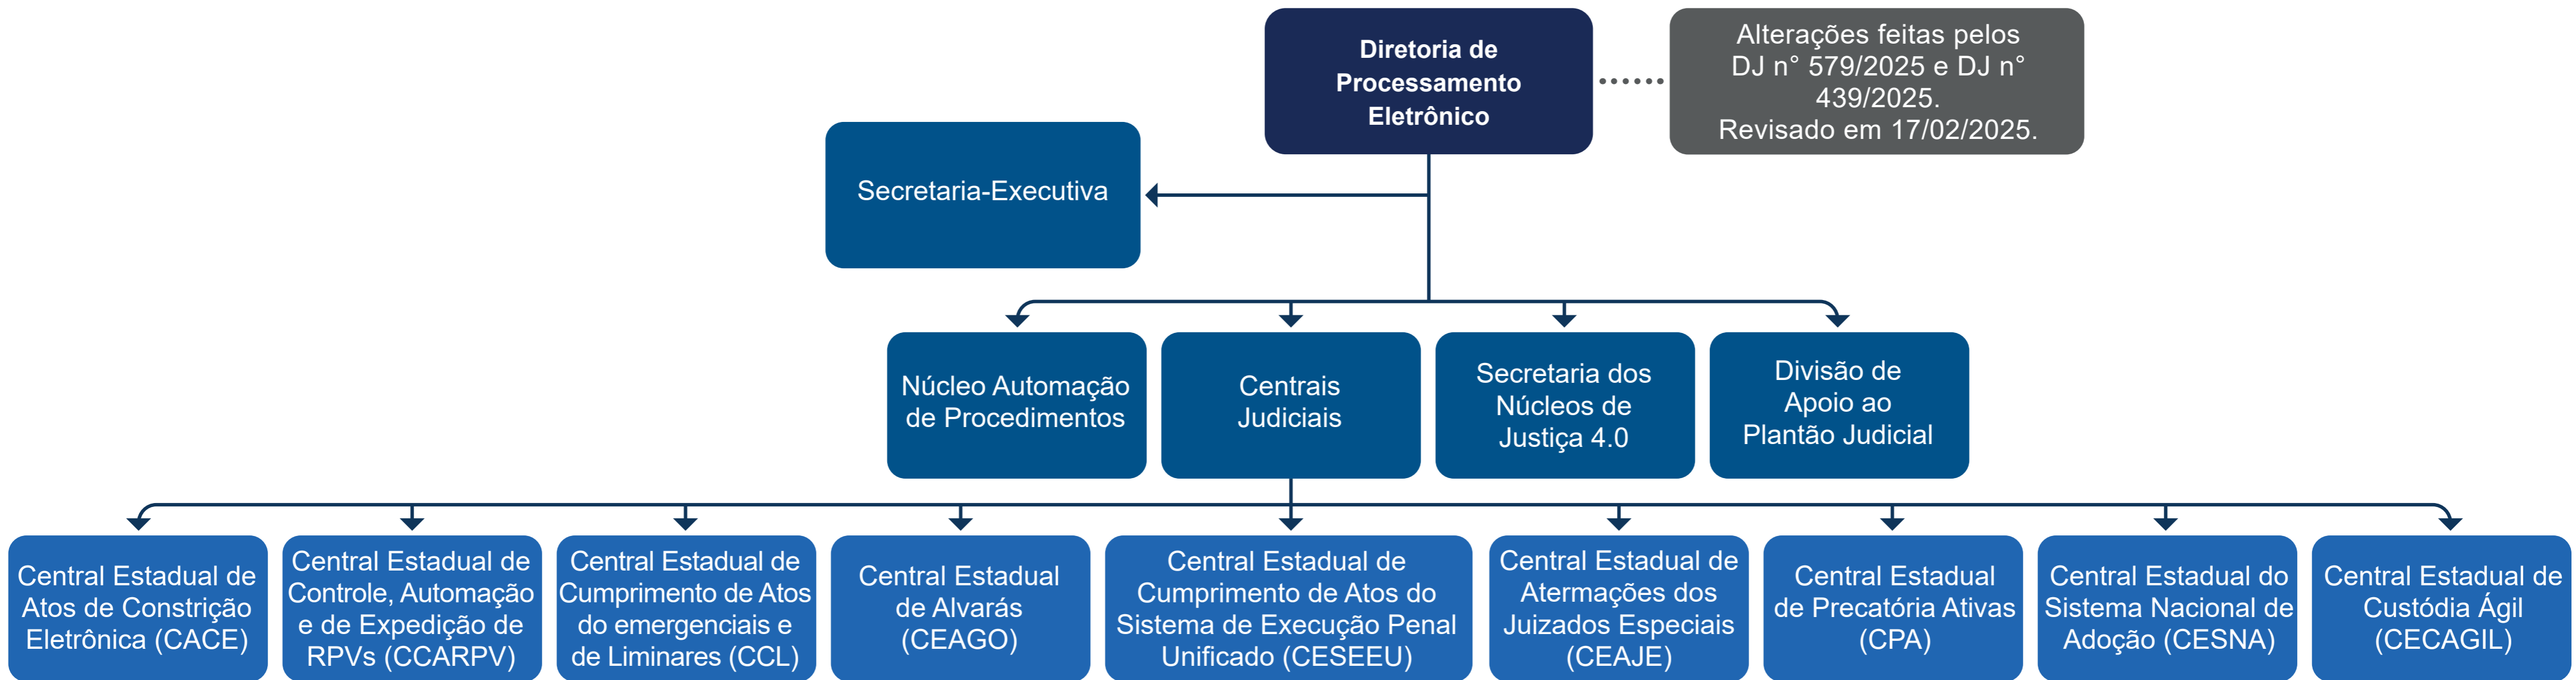 Diretoria de
Processamento
Eletrônico
Alterações feitas pelos
DJ n° 579/2025 e DJ n°
439/2025.
Revisado em 17/02/2025.
Secretaria-Executiva
Núcleo Automação
de Procedimentos
Centrais
Judiciais
Secretaria dos
Núcleos de
Justiça 4.0
Divisão de
Apoio ao
Plantão Judicial
Central Estadual de
Atos de Constrição
Eletrônica (CACE)
Central Estadual de
Controle, Automação
e de Expedição de
RPVs (CCARPV)
Central Estadual de
Cumprimento de Atos
do emergenciais e
de Liminares (CCL)
Central Estadual
de Alvarás
(CEAGO)
Central Estadual de
Cumprimento de Atos do
Sistema de Execução Penal
Unificado (CESEEU)
Central Estadual de
Atermações dos
Juizados Especiais
(CEAJE)
Central Estadual
de Precatória Ativas
(CPA)
Central Estadual do
Sistema Nacional de
Adoção (CESNA)
Central Estadual de
Custódia Ágil
(CECAGIL)